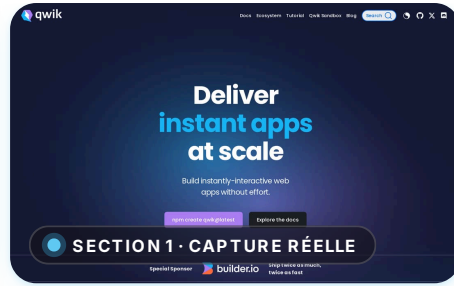 qwik
Docs Ecosystem Tutorial Qwik Sandbox Blog Search
Deliver
instant apps
at scale
Build instantly-interactive web
apps without effort.
npm create qwik@latest Explore the docs
SECTION 1 · CAPTURE RÉELLE
Special Sponsor builder.io Ship twice as much,
twice as fast